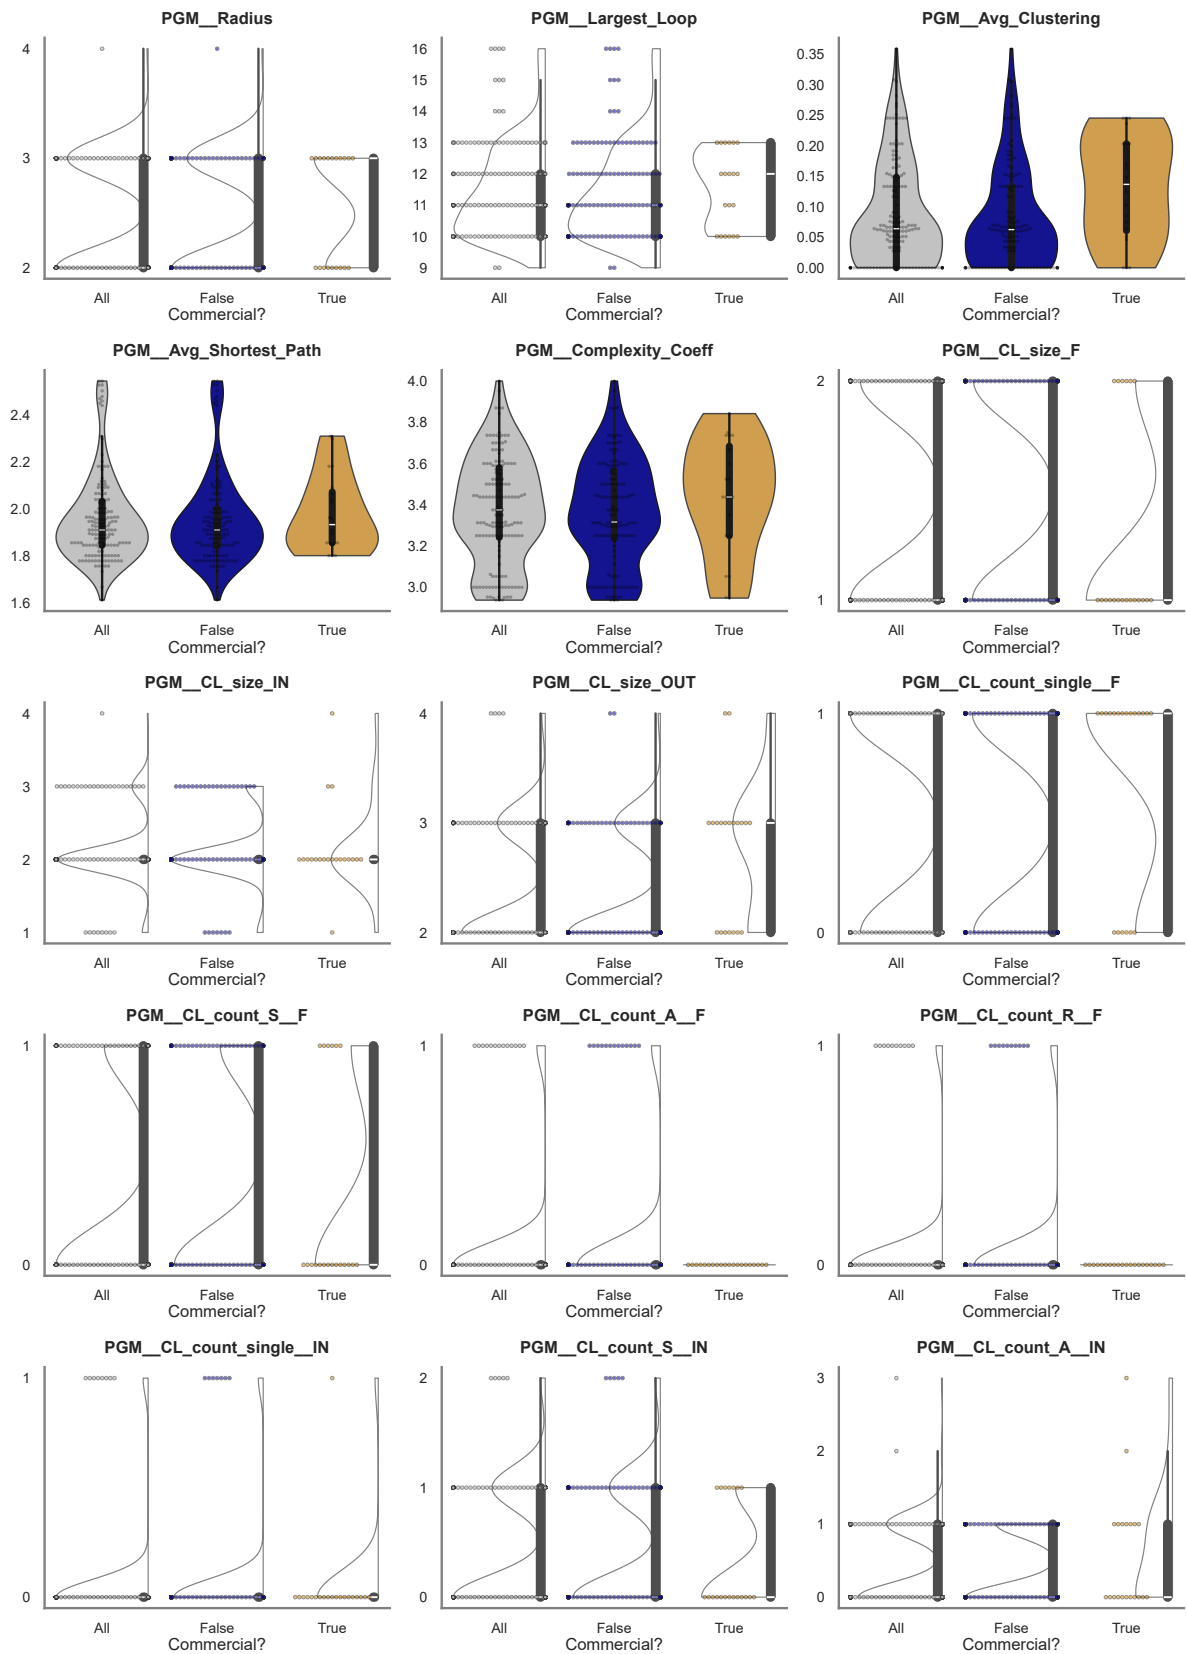 PGM__Radius
4
3
2
All False True
Commercial?
PGM__Largest_Loop
16
15
14
13
12
11
10
9
All False True
Commercial?
PGM__Avg_Clustering
0.35
0.30
0.25
0.20
0.15
0.10
0.05
0.00
All False True
Commercial?
PGM__Avg_Shortest_Path
2.4
2.2
2.0
1.8
1.6
All False True
Commercial?
PGM__Complexity_Coeff
4.0
3.8
3.6
3.4
3.2
3.0
All False True
Commercial?
PGM__CL_size_F
2
1
All False True
Commercial?
PGM__CL_size_IN
4
3
2
1
All False True
Commercial?
PGM__CL_size_OUT
4
3
2
All False True
Commercial?
PGM__CL_count_single__F
1
0
All False True
Commercial?
PGM__CL_count_S__F
1
0
All False True
Commercial?
PGM__CL_count_A__F
1
0
All False True
Commercial?
PGM__CL_count_R__F
1
0
All False True
Commercial?
PGM__CL_count_single__IN
1
0
All False True
Commercial?
PGM__CL_count_S__IN
2
1
0
All False True
Commercial?
PGM__CL_count_A__IN
3
2
1
0
All False True
Commercial?